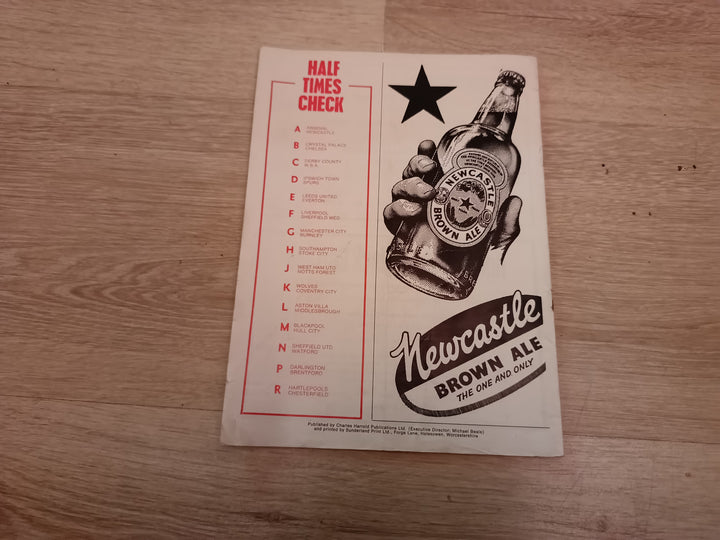 HALF
TIMES
CHECK
A ARSENAL
NEWCASTLE
B CRYSTAL PALACE
CHELSEA
C DERBY COUNTY
W.B.A.
D IPSWICH TOWN
SPURS
E LEEDS UNITED
EVERTON
F LIVERPOOL
SHEFFIELD WED.
G MANCHESTER CITY
BURNLEY
H SOUTHAMPTON
STOKE CITY
J WEST HAM UTD
NOTTS FOREST
K WOLVES
COVENTRY CITY
L ASTON VILLA
MIDDLESBROUGH
M BLACKPOOL
HULL CITY
N SHEFFIELD UTD.
WATFORD
P DARLINGTON
BRENTFORD
R HARTLEPOOLS
CHESTERFIELD
NEWCASTLE
BROWN ALE
Newcastle
BROWN ALE
THE ONE AND ONLY
Published by Charles Harrold Publications Ltd. (Executive Director, Michael Beale)
and printed by Sunderland Print Ltd., Forge Lane, Halesowen, Worcestershire.